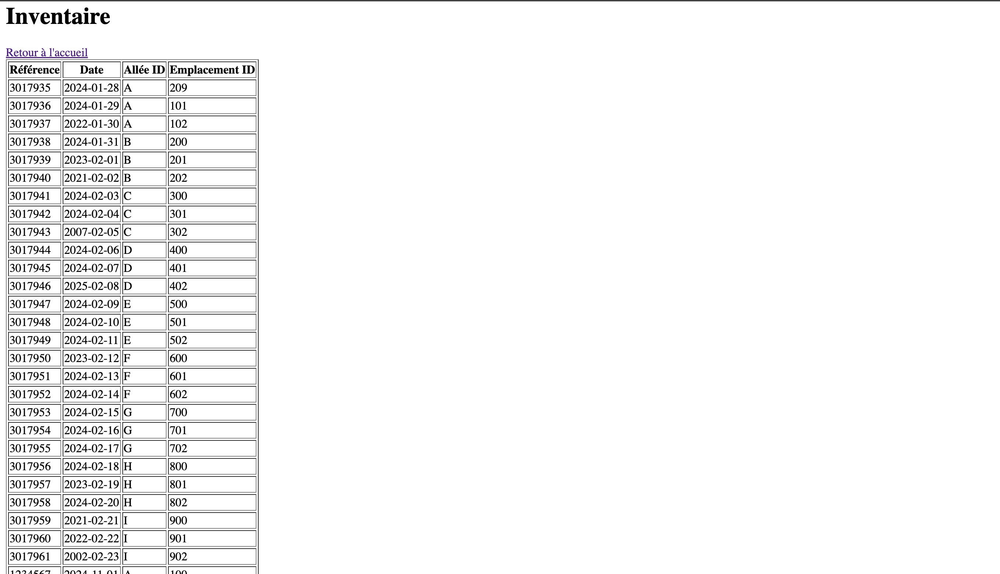 Inventaire
Retour à l'accueil
Référence Date Allée ID Emplacement ID
3017935 2024-01-28 A 209
3017936 2024-01-29 A 101
3017937 2022-01-30 A 102
3017938 2024-01-31 B 200
3017939 2023-02-01 B 201
3017940 2021-02-02 B 202
3017941 2024-02-03 C 300
3017942 2024-02-04 C 301
3017943 2007-02-05 C 302
3017944 2024-02-06 D 400
3017945 2024-02-07 D 401
3017946 2025-02-08 D 402
3017947 2024-02-09 E 500
3017948 2024-02-10 E 501
3017949 2024-02-11 E 502
3017950 2023-02-12 F 600
3017951 2024-02-13 F 601
3017952 2024-02-14 F 602
3017953 2024-02-15 G 700
3017954 2024-02-16 G 701
3017955 2024-02-17 G 702
3017956 2024-02-18 H 800
3017957 2023-02-19 H 801
3017958 2024-02-20 H 802
3017959 2021-02-21 I 900
3017960 2022-02-22 I 901
3017961 2002-02-23 I 902
1234567 2024-11-01 A 100